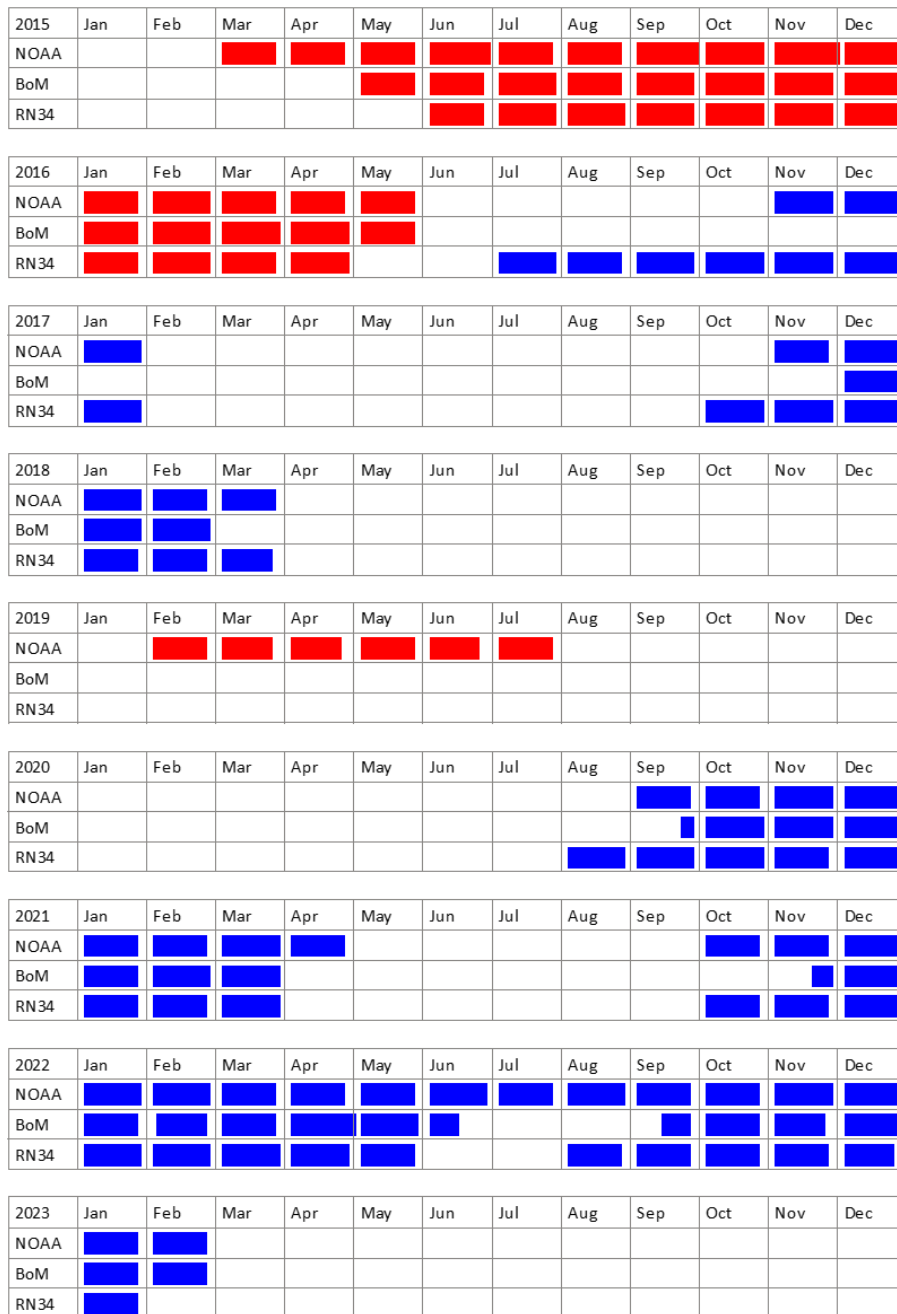 2015 Jan Feb Mar Apr May Jun Jul Aug Sep Oct Nov Dec
NOAA
BoM
RN34
2016 Jan Feb Mar Apr May Jun Jul Aug Sep Oct Nov Dec
NOAA
BoM
RN34
2017 Jan Feb Mar Apr May Jun Jul Aug Sep Oct Nov Dec
NOAA
BoM
RN34
2018 Jan Feb Mar Apr May Jun Jul Aug Sep Oct Nov Dec
NOAA
BoM
RN34
2019 Jan Feb Mar Apr May Jun Jul Aug Sep Oct Nov Dec
NOAA
BoM
RN34
2020 Jan Feb Mar Apr May Jun Jul Aug Sep Oct Nov Dec
NOAA
BoM
RN34
2021 Jan Feb Mar Apr May Jun Jul Aug Sep Oct Nov Dec
NOAA
BoM
RN34
2022 Jan Feb Mar Apr May Jun Jul Aug Sep Oct Nov Dec
NOAA
BoM
RN34
2023 Jan Feb Mar Apr May Jun Jul Aug Sep Oct Nov Dec
NOAA
BoM
RN34